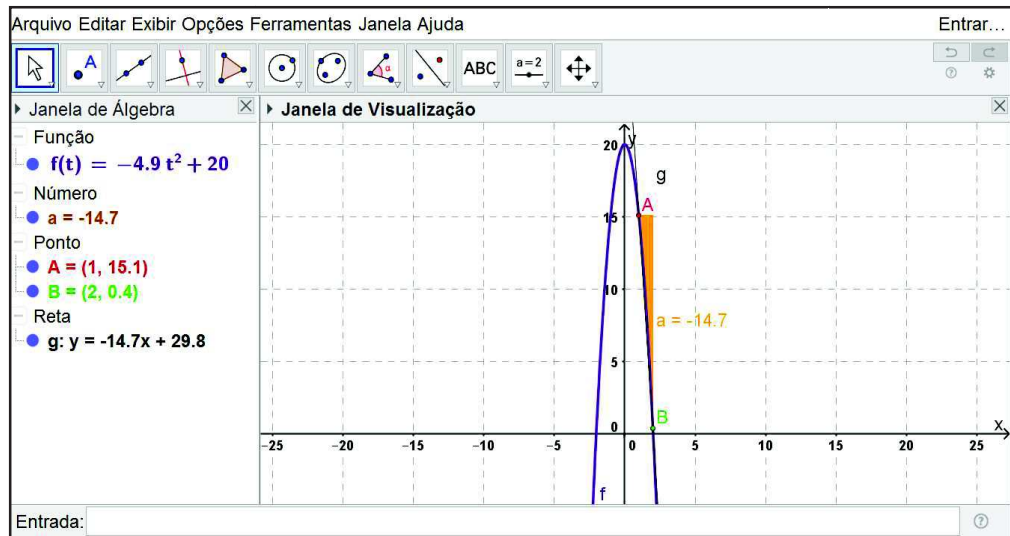 Arquivo Editar Exibir Opções Ferramentas Janela Ajuda Entrar...
A α ABC a=2
Janela de Álgebra
Janela de Visualização
Função
f(t) = −4.9 t² + 20
Número
a = -14.7
Ponto
A = (1, 15.1)
B = (2, 0.4)
Reta
g: y = -14.7x + 29.8
20 y
g
A
15
10
a = -14.7
5
B
0 x
−25 −20 −15 −10 −5 0 5 10 15 20 25
f
Entrada: